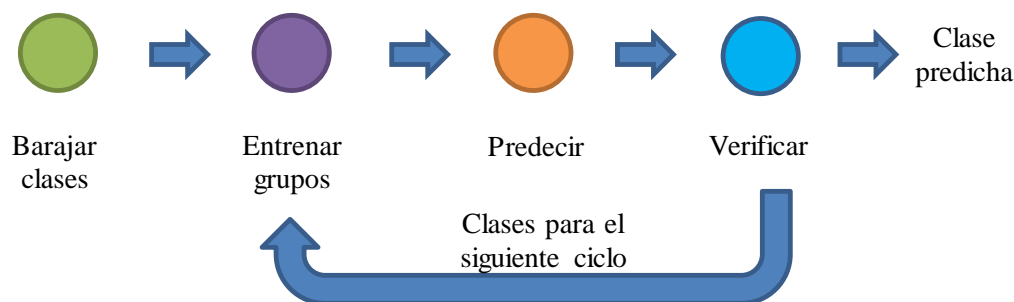 Clase
predicha
Barajar
clases
Entrenar
grupos
Predecir
Verificar
Clases para el
siguiente ciclo